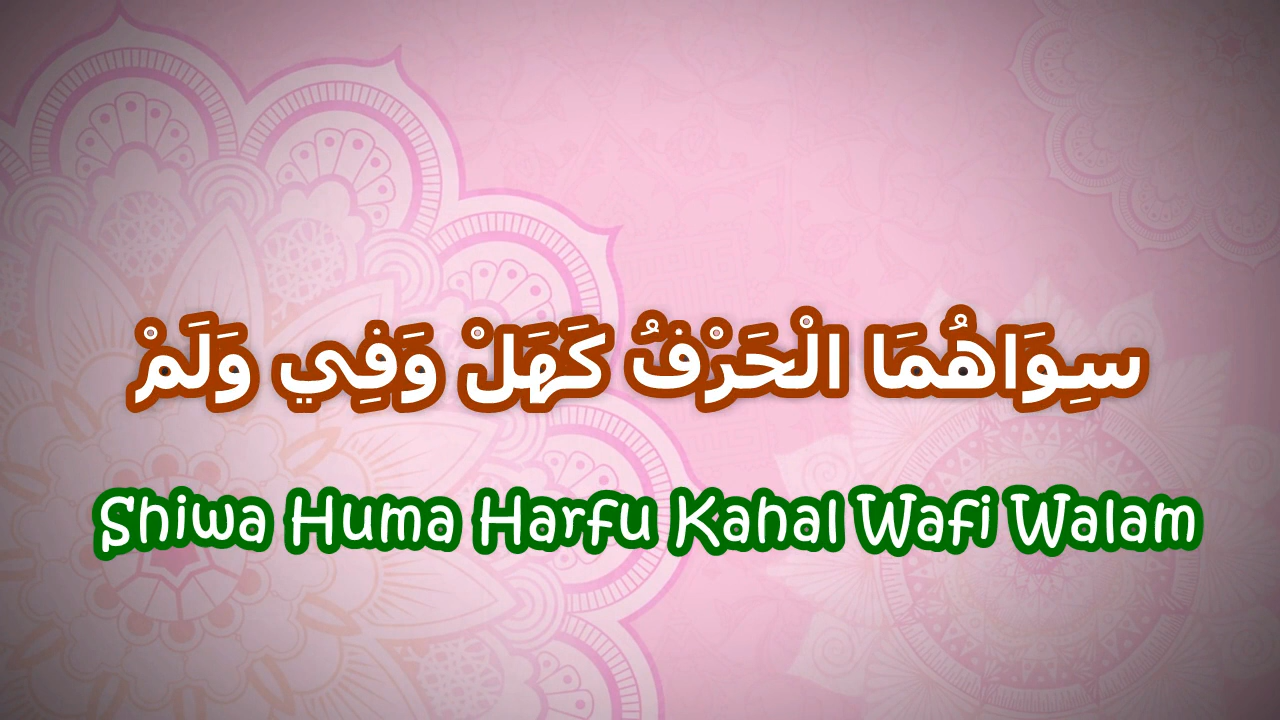 سِوَاهُمَا الْحَرْفُ كَهَلْ وَفِي وَلَمْ
Shiwa Huma Harfu Kahal Wafi Walam